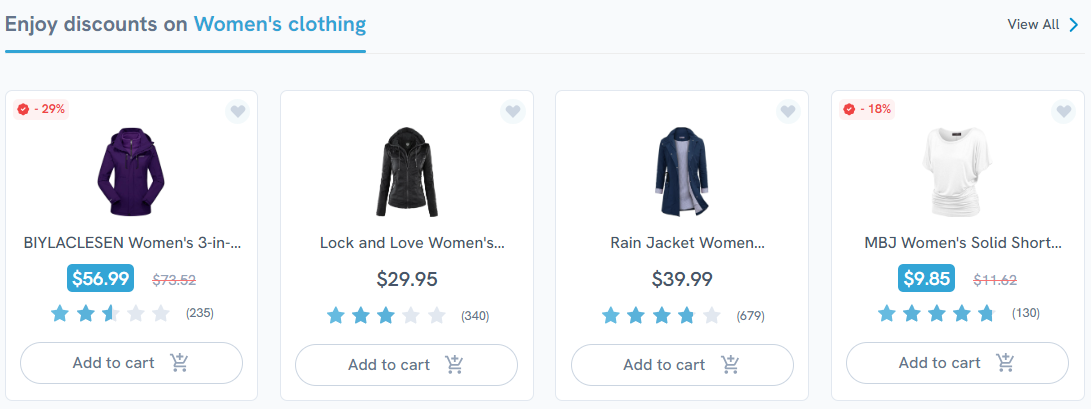 Enjoy discounts on Women's clothing
View All
- 29%
BIYLACLESEN Women's 3-in-...
$56.99 $73.52
(235)
Add to cart
Lock and Love Women's...
$29.95
(340)
Add to cart
Rain Jacket Women...
$39.99
(679)
Add to cart
- 18%
MBJ Women's Solid Short...
$9.85 $11.62
(130)
Add to cart